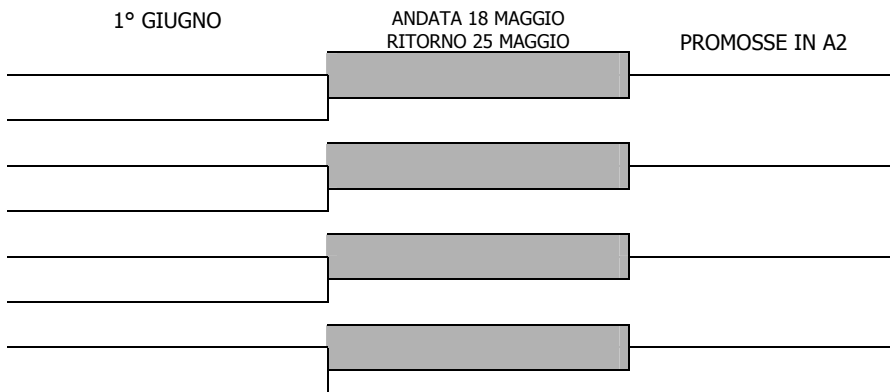 1° GIUGNO
ANDATA 18 MAGGIO
RITORNO 25 MAGGIO
PROMOSSE IN A2